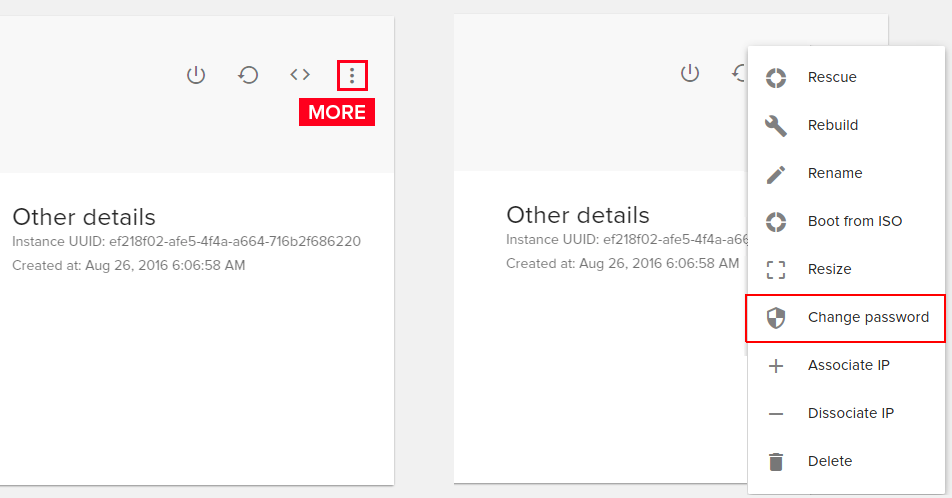 MORE
Other details
Instance UUID: ef218f02-afe5-4f4a-a664-716b2f686220
Created at: Aug 26, 2016 6:06:58 AM
Other details
Instance UUID: ef218f02-afe5-4f4a-a66
Created at: Aug 26, 2016 6:06:58 AM
Rescue
Rebuild
Rename
Boot from ISO
Resize
Change password
Associate IP
Dissociate IP
Delete